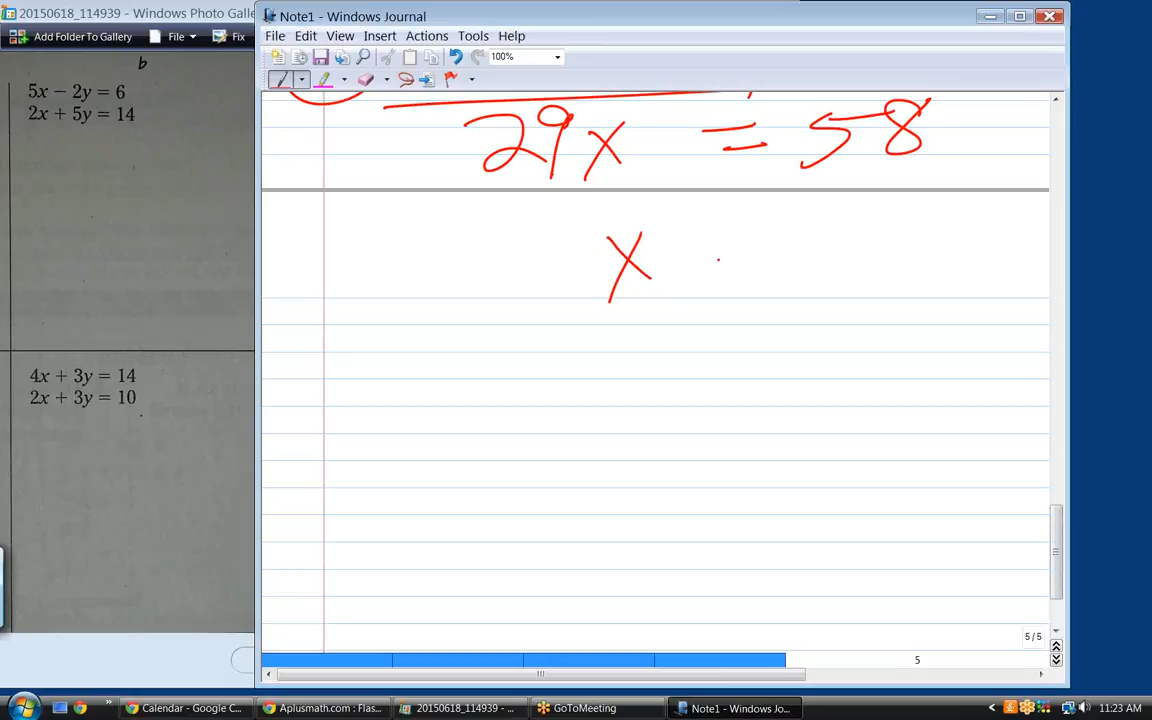 20150618_114939 - Windows Photo Galle
Add Folder To Gallery File Fix
b
5x − 2y = 6
2x + 5y = 14
4x + 3y = 14
2x + 3y = 10
Note1 - Windows Journal
File Edit View Insert Actions Tools Help
100%
29x = 58
x
5/5
5
Calendar - Google C... Aplusmath.com : Flas... 20150618_114939 - ... GoToMeeting Note1 - Windows Jo... 11:23 AM